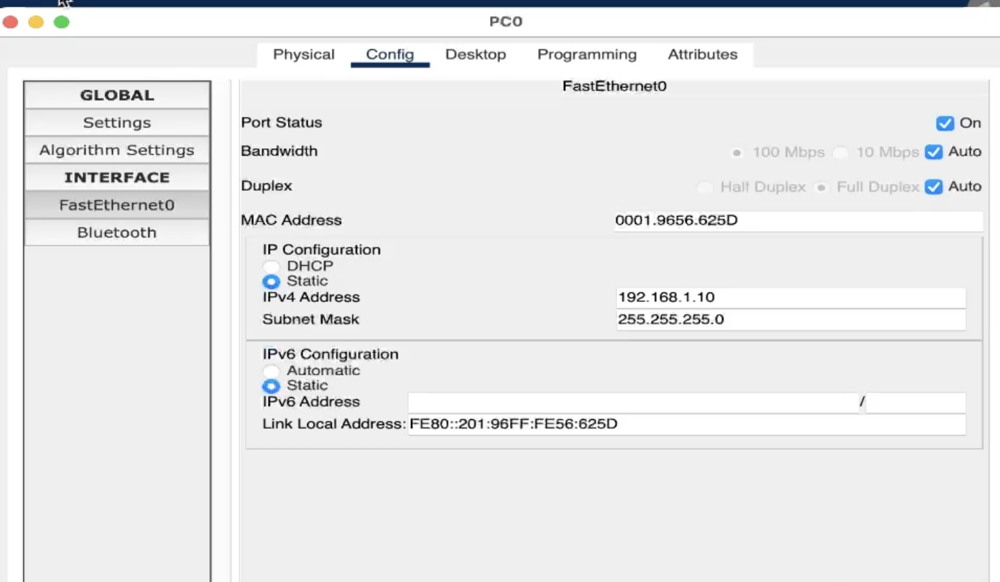 PC0
Physical Config Desktop Programming Attributes
GLOBAL
Settings
Algorithm Settings
INTERFACE
FastEthernet0
Bluetooth
FastEthernet0
Port Status On
Bandwidth 100 Mbps 10 Mbps Auto
Duplex Half Duplex Full Duplex Auto
MAC Address 0001.9656.625D
IP Configuration
DHCP
Static
IPv4 Address 192.168.1.10
Subnet Mask 255.255.255.0
IPv6 Configuration
Automatic
Static
IPv6 Address /
Link Local Address: FE80::201:96FF:FE56:625D